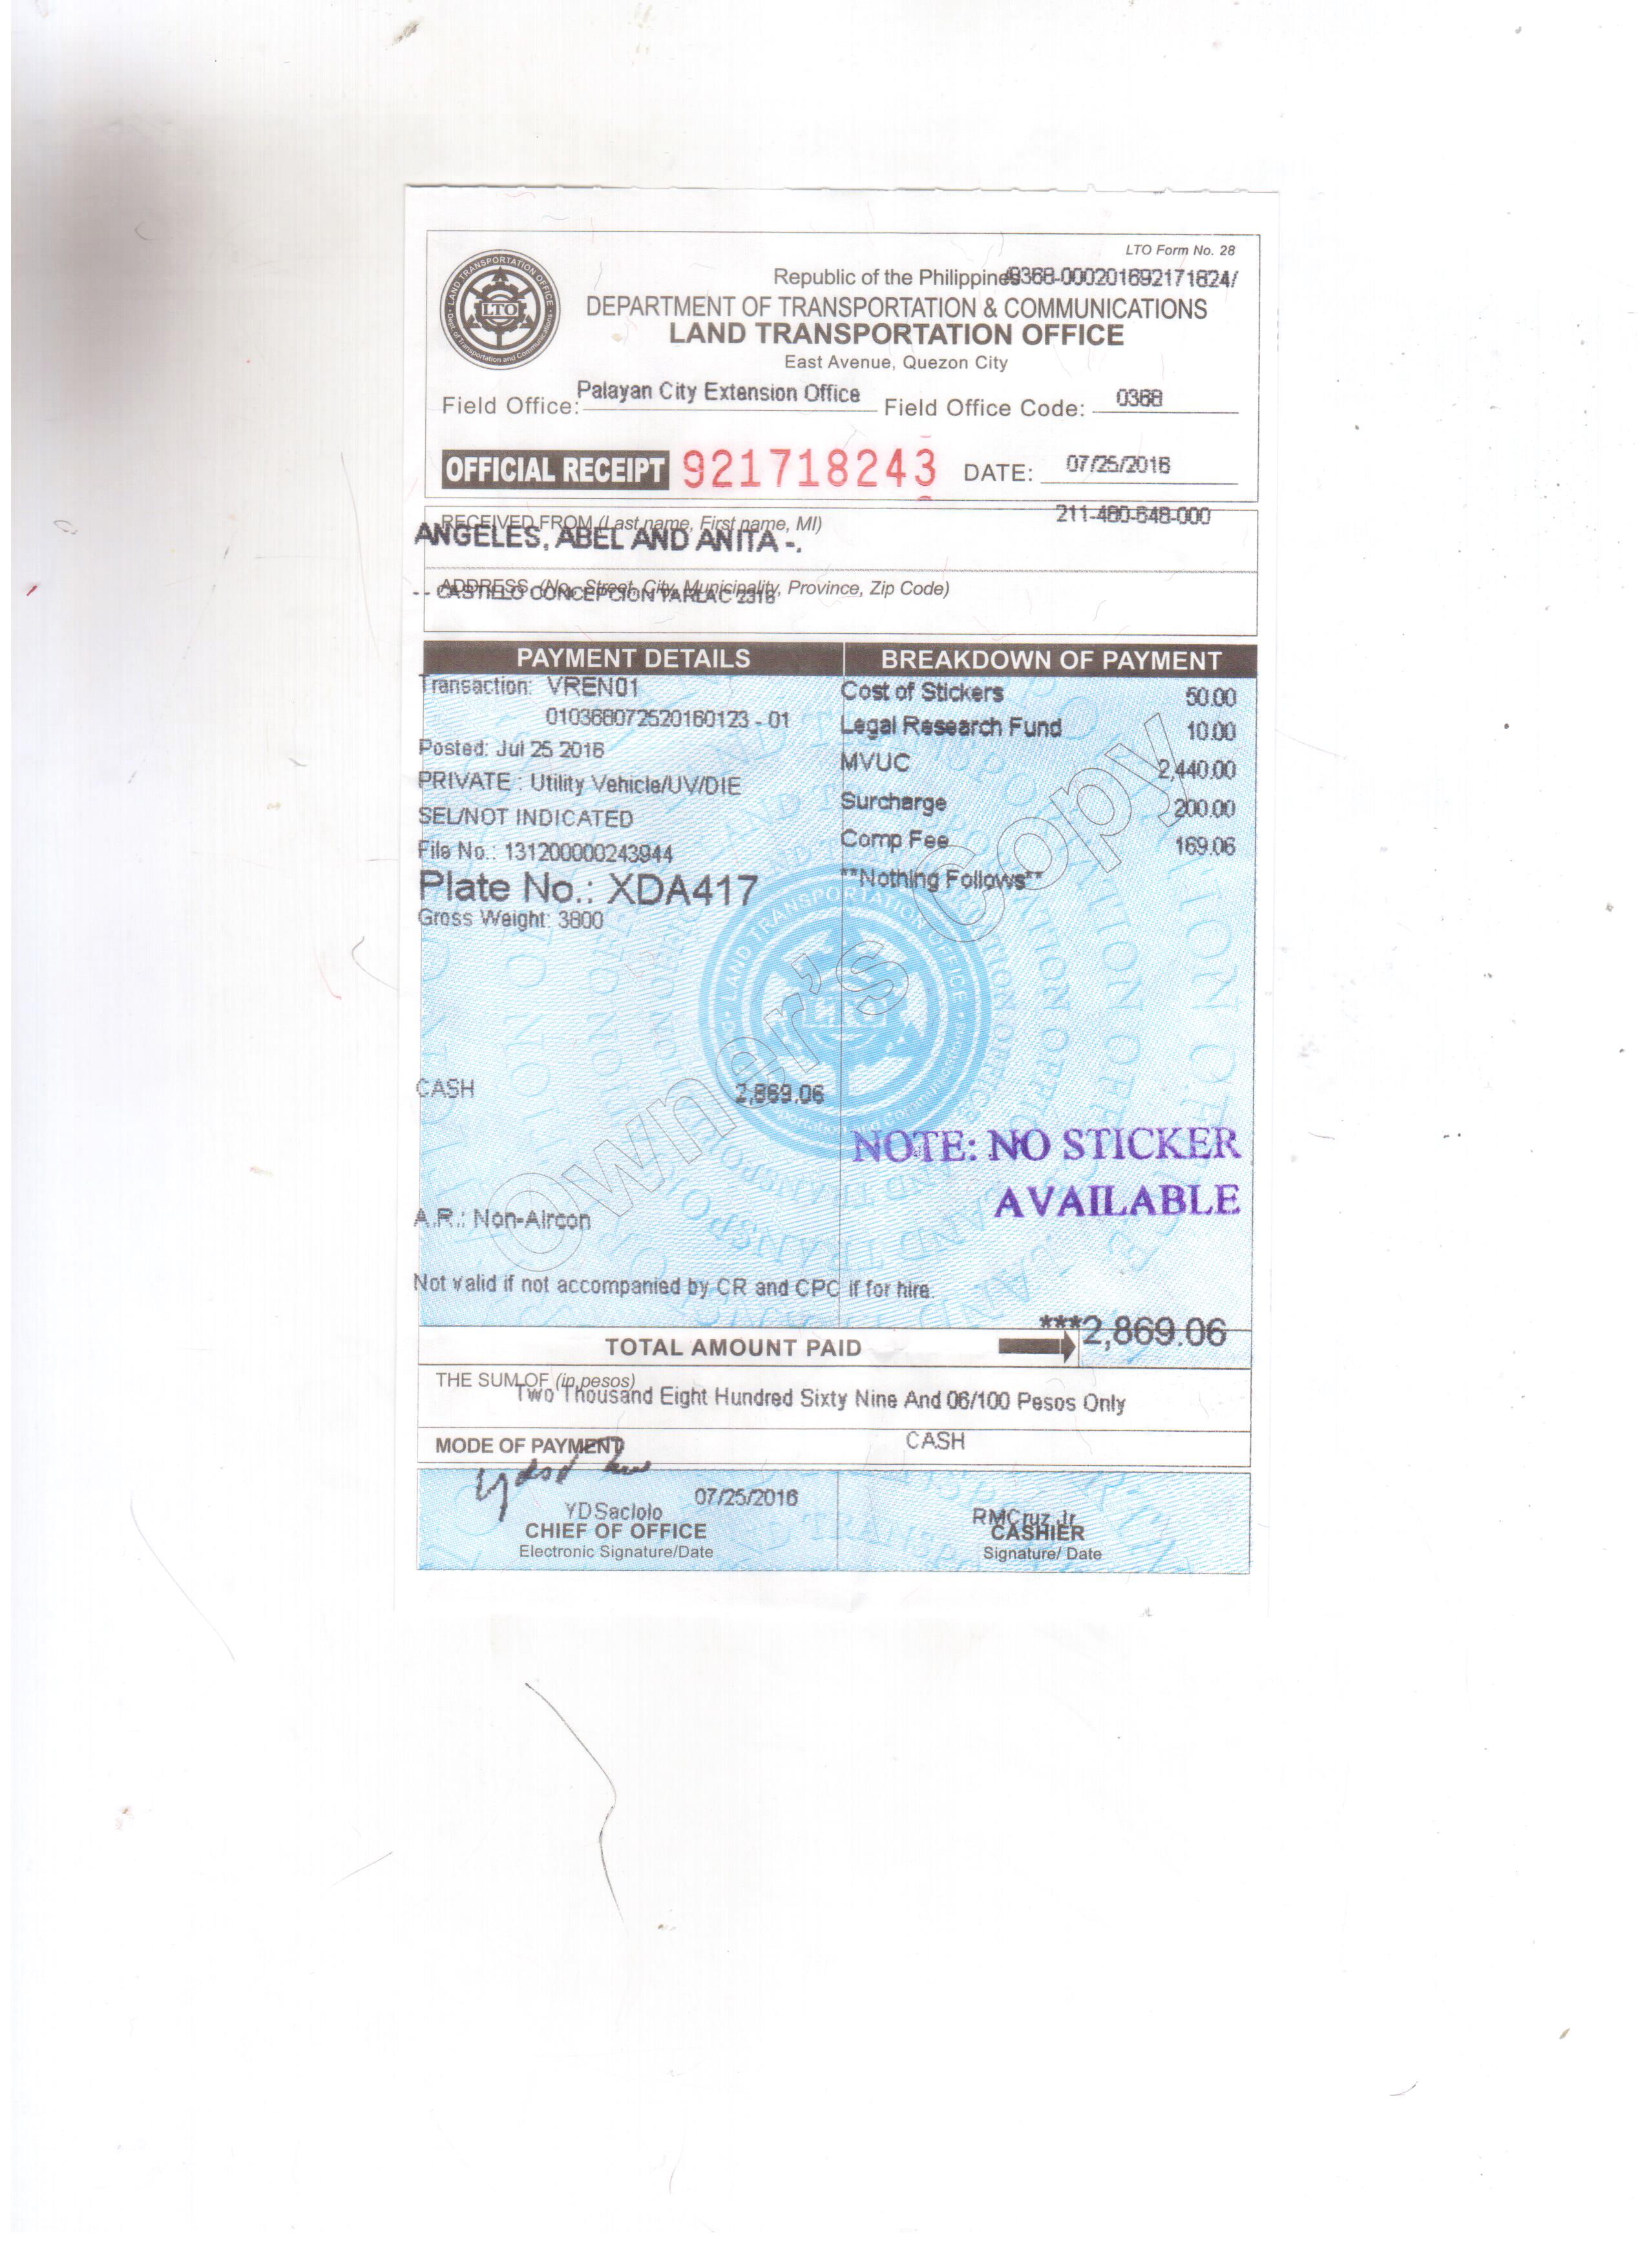 LTO Form No. 28
Republic of the Philippines
0368-000201692171824/
DEPARTMENT OF TRANSPORTATION & COMMUNICATIONS
LAND TRANSPORTATION OFFICE
East Avenue, Quezon City
Field Office: Palayan City Extension Office Field Office Code: 0368
OFFICIAL RECEIPT 921718243 DATE: 07/25/2016
RECEIVED FROM (Last name, First name, MI) 211-480-648-000
ANGELES, ABEL AND ANITA -.
ADDRESS (No., Street, City, Municipality, Province, Zip Code)
- - CASTILLO CONCEPCION TARLAC 2316
PAYMENT DETAILS BREAKDOWN OF PAYMENT
Transaction: VREN01 Cost of Stickers 50.00
010368072520160123 - 01 Legal Research Fund 10.00
Posted: Jul 25 2016 MVUC 2,440.00
PRIVATE : Utility Vehicle/UV/DIE Surcharge 200.00
SEL/NOT INDICATED Comp Fee 169.06
File No.: 131200000243944 **Nothing Follows**
Plate No.: XDA417
Gross Weight: 3800
Owner's Copy
LAND TRANSPORTATION OFFICE
LTO
CASH 2,869.06
NOTE: NO STICKER
AVAILABLE
A.R.: Non-Aircon
Not valid if not accompanied by CR and CPC if for hire.
TOTAL AMOUNT PAID ***2,869.06
THE SUM OF (in pesos)
Two Thousand Eight Hundred Sixty Nine And 06/100 Pesos Only
MODE OF PAYMENT CASH
YDSaclolo 07/25/2016 RMCruz Jr
CHIEF OF OFFICE CASHIER
Electronic Signature/Date Signature/ Date